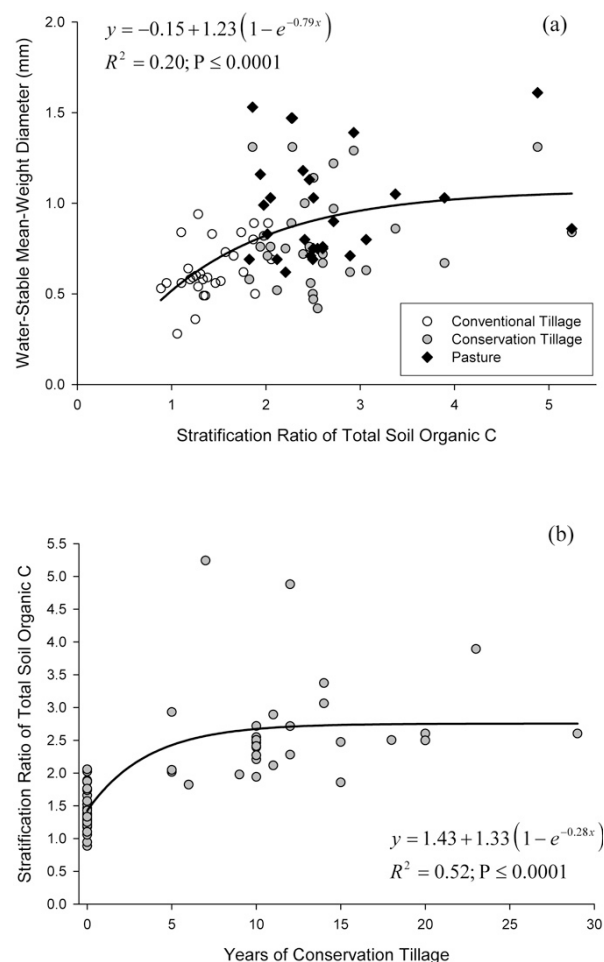 (a)
y = −0.15 + 1.23(1 − e^{−0.79x})
R² = 0.20; P ≤ 0.0001
Water-Stable Mean-Weight Diameter (mm)
2.0
1.5
1.0
0.5
0.0
Conventional Tillage
Conservation Tillage
Pasture
0 1 2 3 4 5
Stratification Ratio of Total Soil Organic C
(b)
Stratification Ratio of Total Soil Organic C
5.5
5.0
4.5
4.0
3.5
3.0
2.5
2.0
1.5
1.0
0.5
0.0
y = 1.43 + 1.33(1 − e^{−0.28x})
R² = 0.52; P ≤ 0.0001
0 5 10 15 20 25 30
Years of Conservation Tillage